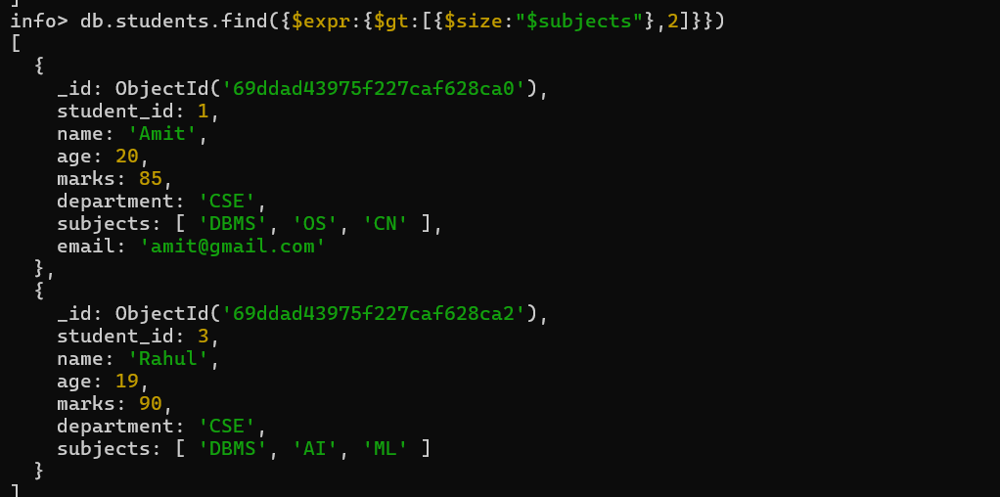 ]
info> db.students.find({$expr:{$gt:[{$size:"$subjects"},2]}})
[
  {
    _id: ObjectId('69ddad43975f227caf628ca0'),
    student_id: 1,
    name: 'Amit',
    age: 20,
    marks: 85,
    department: 'CSE',
    subjects: [ 'DBMS', 'OS', 'CN' ],
    email: 'amit@gmail.com'
  },
  {
    _id: ObjectId('69ddad43975f227caf628ca2'),
    student_id: 3,
    name: 'Rahul',
    age: 19,
    marks: 90,
    department: 'CSE',
    subjects: [ 'DBMS', 'AI', 'ML' ]
  }
]